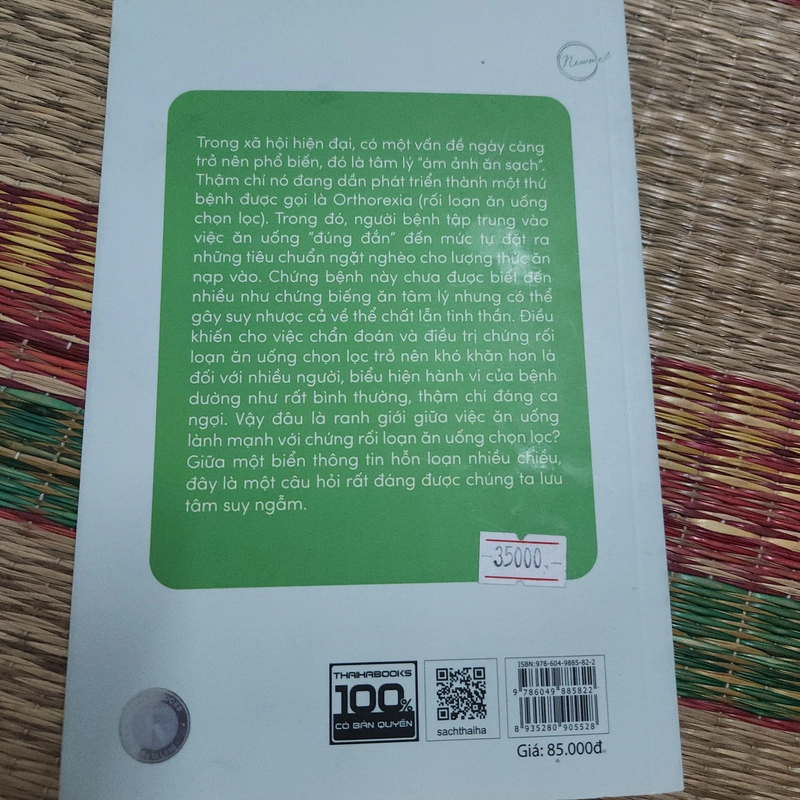 Newme
Trong xã hội hiện đại, có một vấn đề ngày càng
trở nên phổ biến, đó là tâm lý "ám ảnh ăn sạch".
Thậm chí nó đang dần phát triển thành một thứ
bệnh được gọi là Orthorexia (rối loạn ăn uống
chọn lọc). Trong đó, người bệnh tập trung vào
việc ăn uống "đúng đắn" đến mức tự đặt ra
những tiêu chuẩn ngặt nghèo cho lượng thức ăn
nạp vào. Chứng bệnh này chưa được biết đến
nhiều như chứng biếng ăn tâm lý nhưng có thể
gây suy nhược cả về thể chất lẫn tinh thần. Điều
khiến cho việc chẩn đoán và điều trị chứng rối
loạn ăn uống chọn lọc trở nên khó khăn hơn là
đối với nhiều người, biểu hiện hành vi của bệnh
dường như rất bình thường, thậm chí đáng ca
ngợi. Vậy đâu là ranh giới giữa việc ăn uống
lành mạnh với chứng rối loạn ăn uống chọn lọc?
Giữa một biển thông tin hỗn loạn nhiều chiều,
đây là một câu hỏi rất đáng được chúng ta lưu
tâm suy ngẫm.
35000.-
THAIHABOOKS
100%
CÓ BẢN QUYỀN
sachthaiha
ISBN: 978-604-9885-82-2
9 786049 885822
8 935280 905528
Giá: 85.000đ